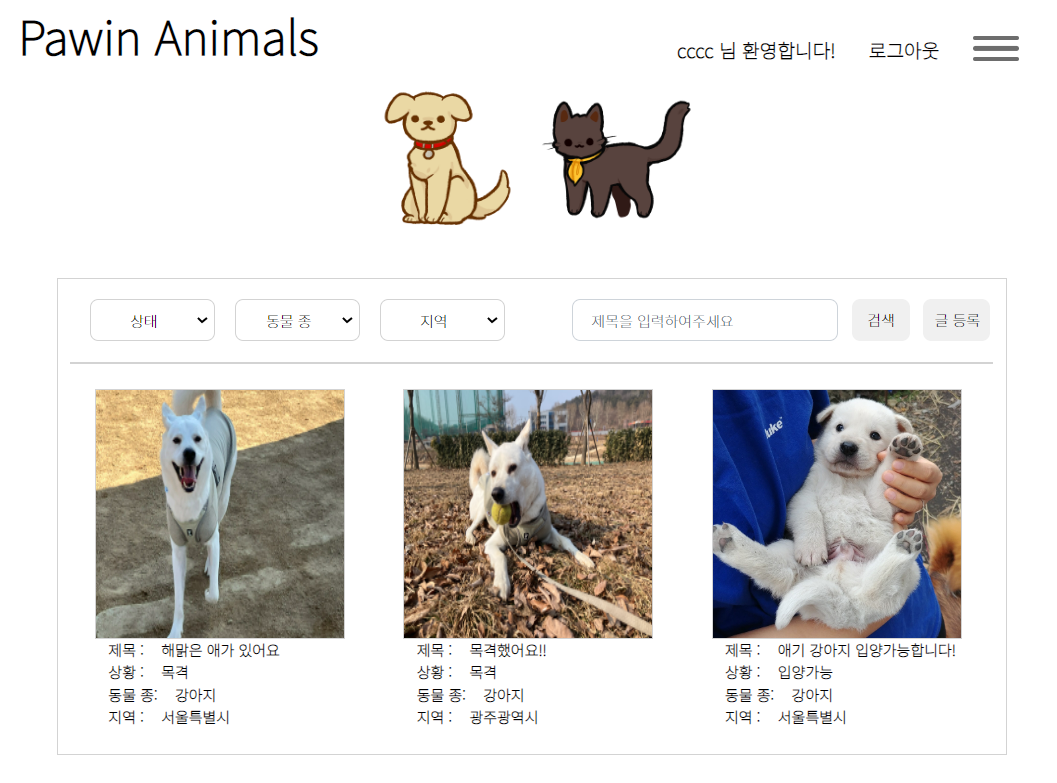 Pawin Animals
cccc 님 환영합니다!
로그아웃
상태
동물 종
지역
제목을 입력하여주세요
검색
글 등록
uke
제목 : 해맑은 애가 있어요
상황 : 목격
동물 종: 강아지
지역 : 서울특별시
제목 : 목격했어요!!
상황 : 목격
동물 종: 강아지
지역 : 광주광역시
제목 : 애기 강아지 입양가능합니다!
상황 : 입양가능
동물 종: 강아지
지역 : 서울특별시